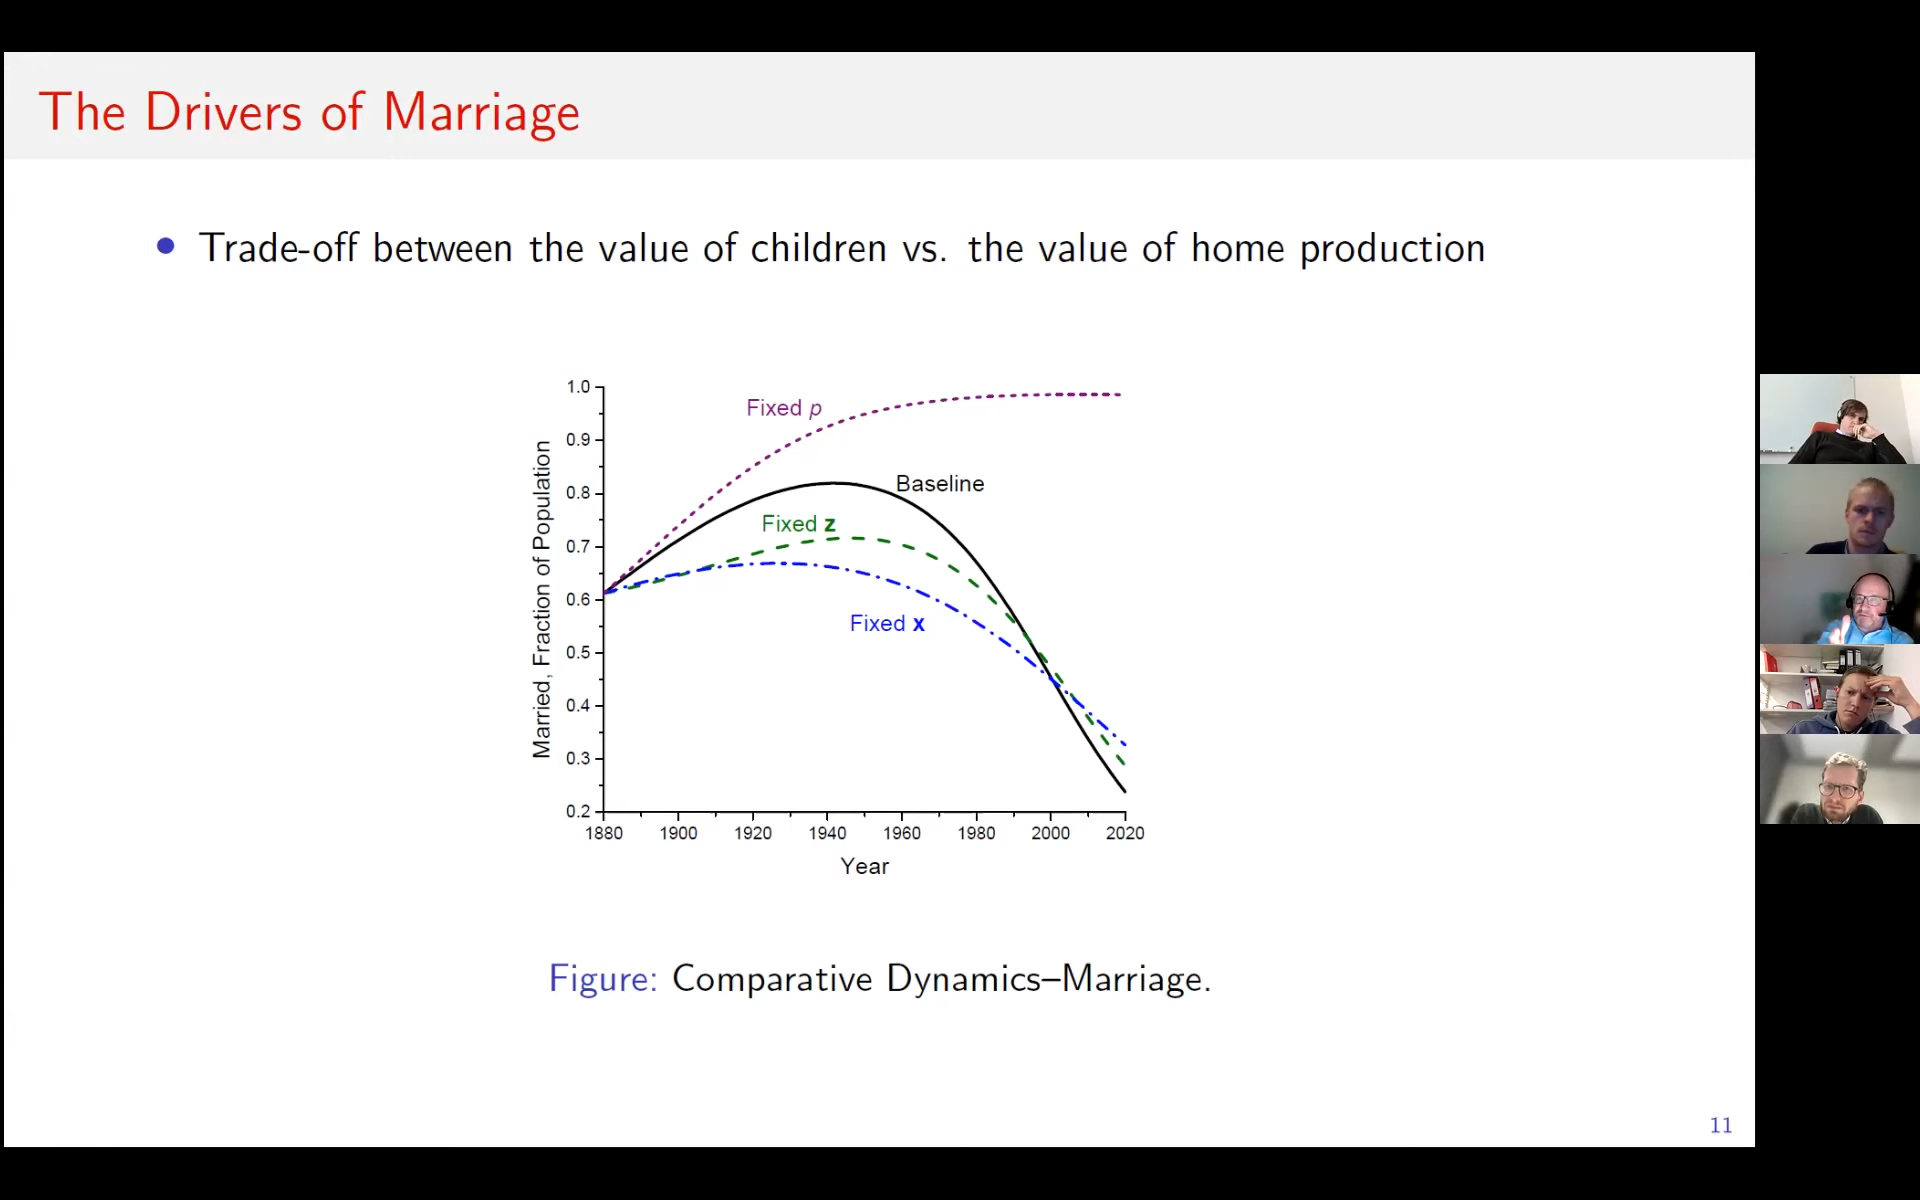 The Drivers of Marriage
• Trade-off between the value of children vs. the value of home production
Married, Fraction of Population
1.0
0.9
0.8
0.7
0.6
0.5
0.4
0.3
0.2
Fixed p
Baseline
Fixed z
Fixed x
1880 1900 1920 1940 1960 1980 2000 2020
Year
Figure: Comparative Dynamics–Marriage.
11